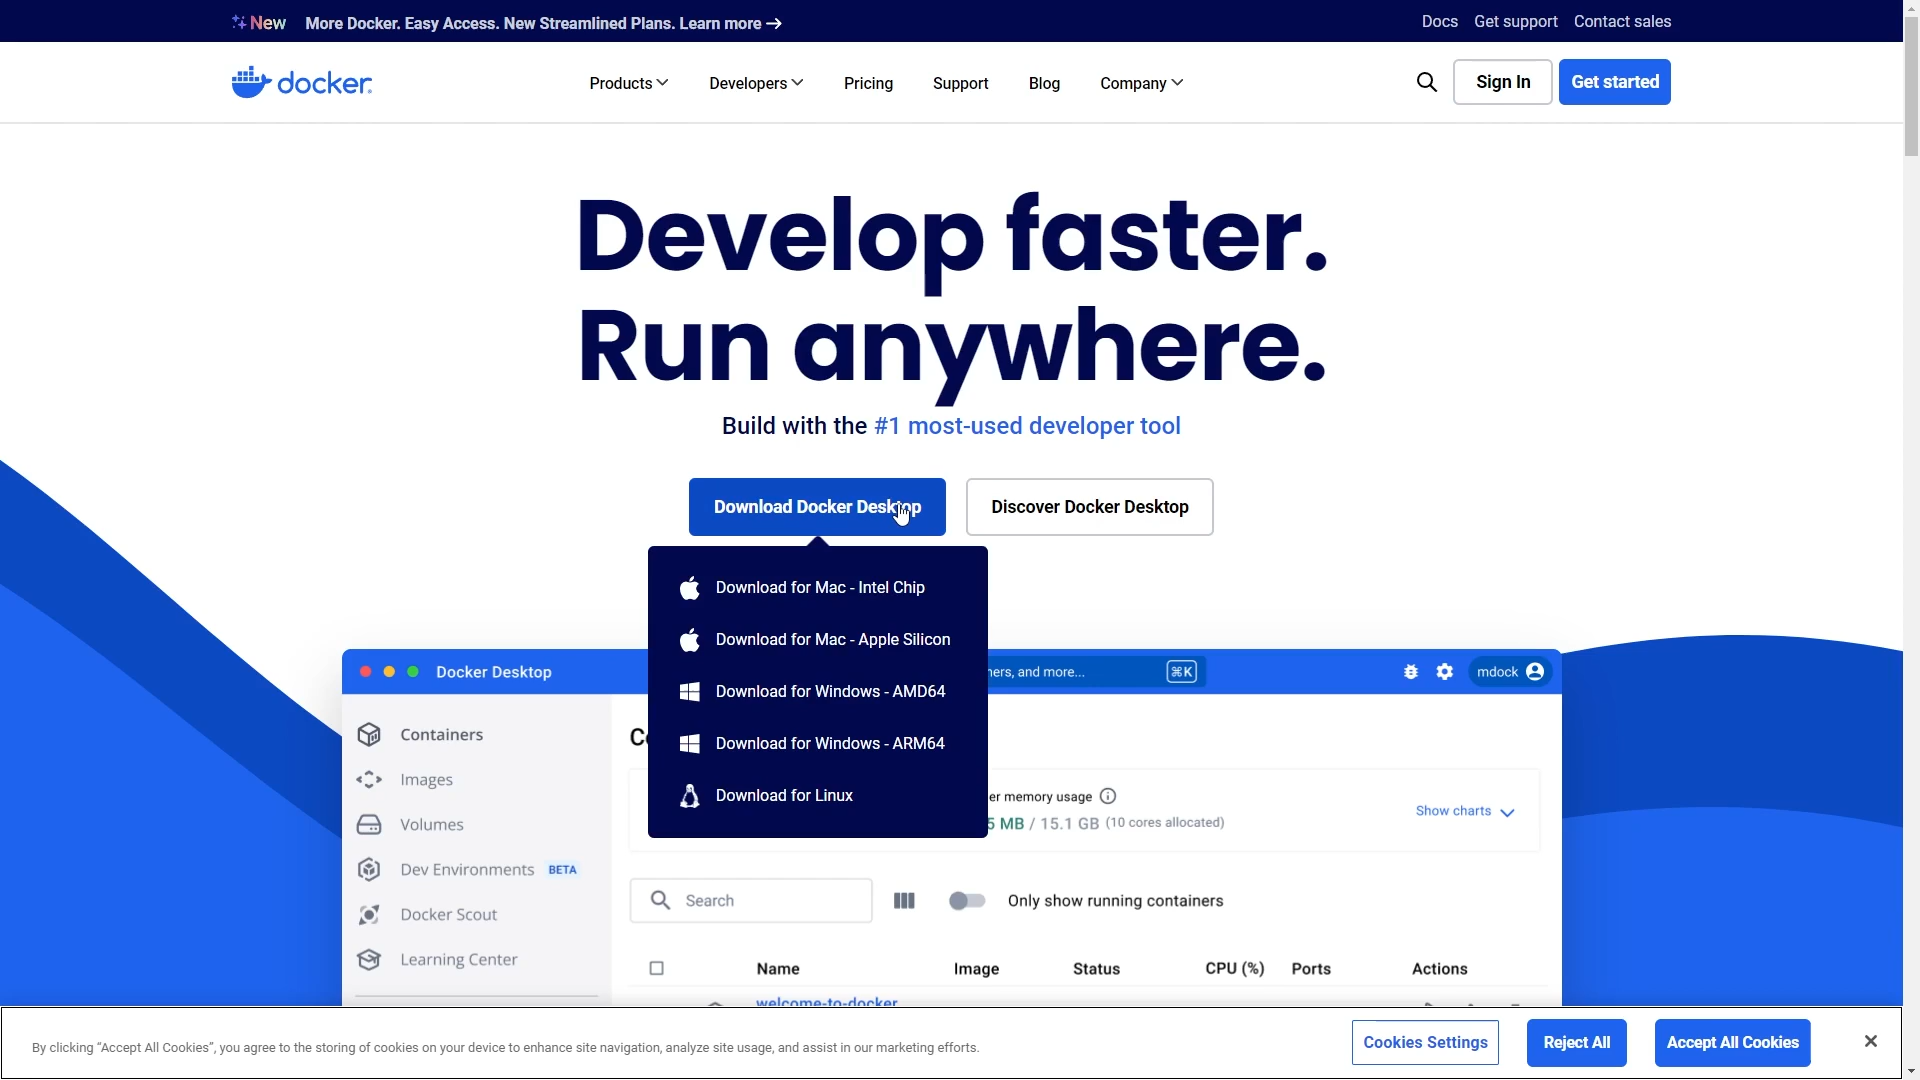 New More Docker. Easy Access. New Streamlined Plans. Learn more →
Docs Get support Contact sales
docker
Products Developers Pricing Support Blog Company
Sign In Get started
Develop faster.
Run anywhere.
Build with the #1 most-used developer tool
Download Docker Desktop Discover Docker Desktop
Download for Mac - Intel Chip
Download for Mac - Apple Silicon
Download for Windows - AMD64
Download for Windows - ARM64
Download for Linux
Docker Desktop
and more... ⌘K
mdock
Containers
Images
Volumes
Dev Environments BETA
Docker Scout
Learning Center
memory usage
MB / 15.1 GB (10 cores allocated)
Show charts
Search
Only show running containers
Name Image Status CPU (%) Ports Actions
welcome-to-docker
By clicking “Accept All Cookies”, you agree to the storing of cookies on your device to enhance site navigation, analyze site usage, and assist in our marketing efforts.
Cookies Settings Reject All Accept All Cookies